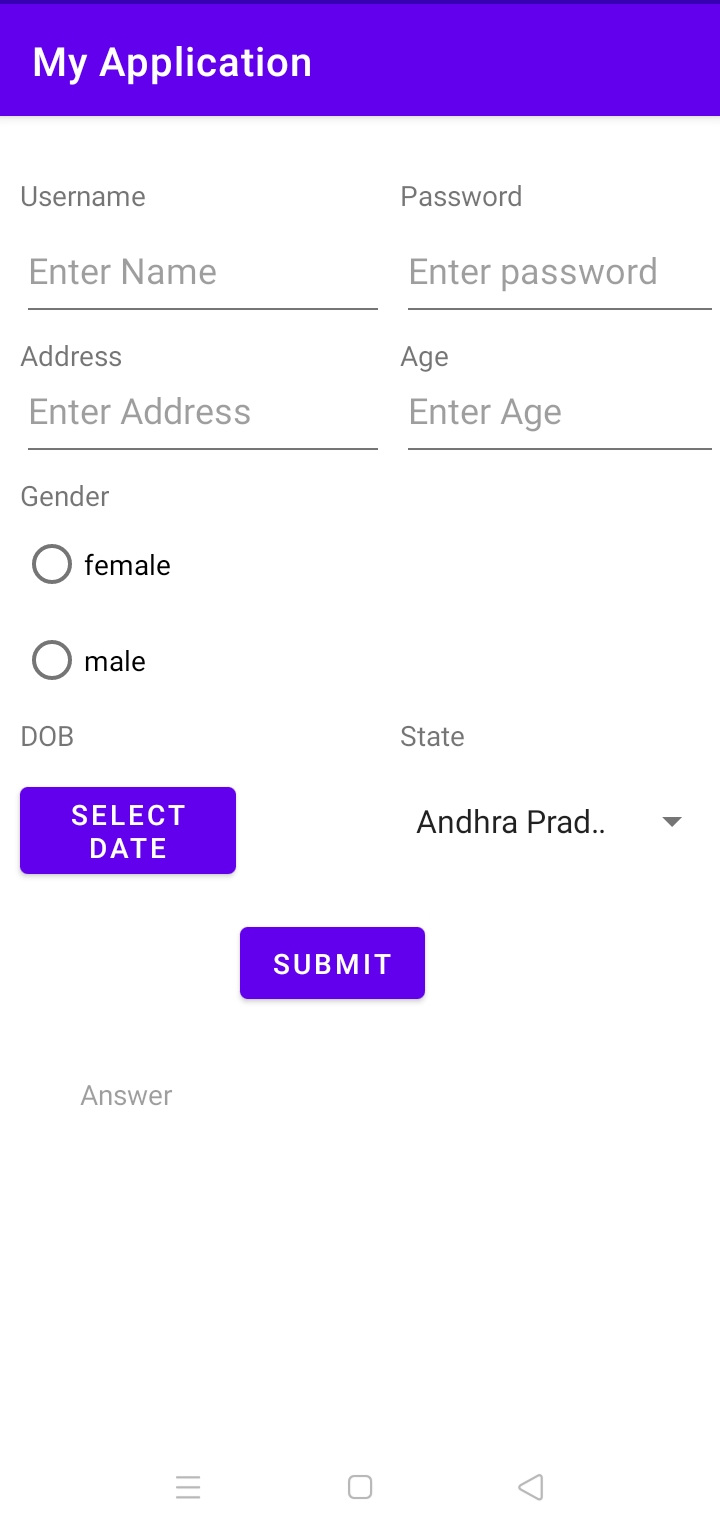 My Application
Username
Password
Enter Name
Enter password
Address
Age
Enter Address
Enter Age
Gender
female
male
DOB
State
SELECT
DATE
Andhra Prad..
SUBMIT
Answer